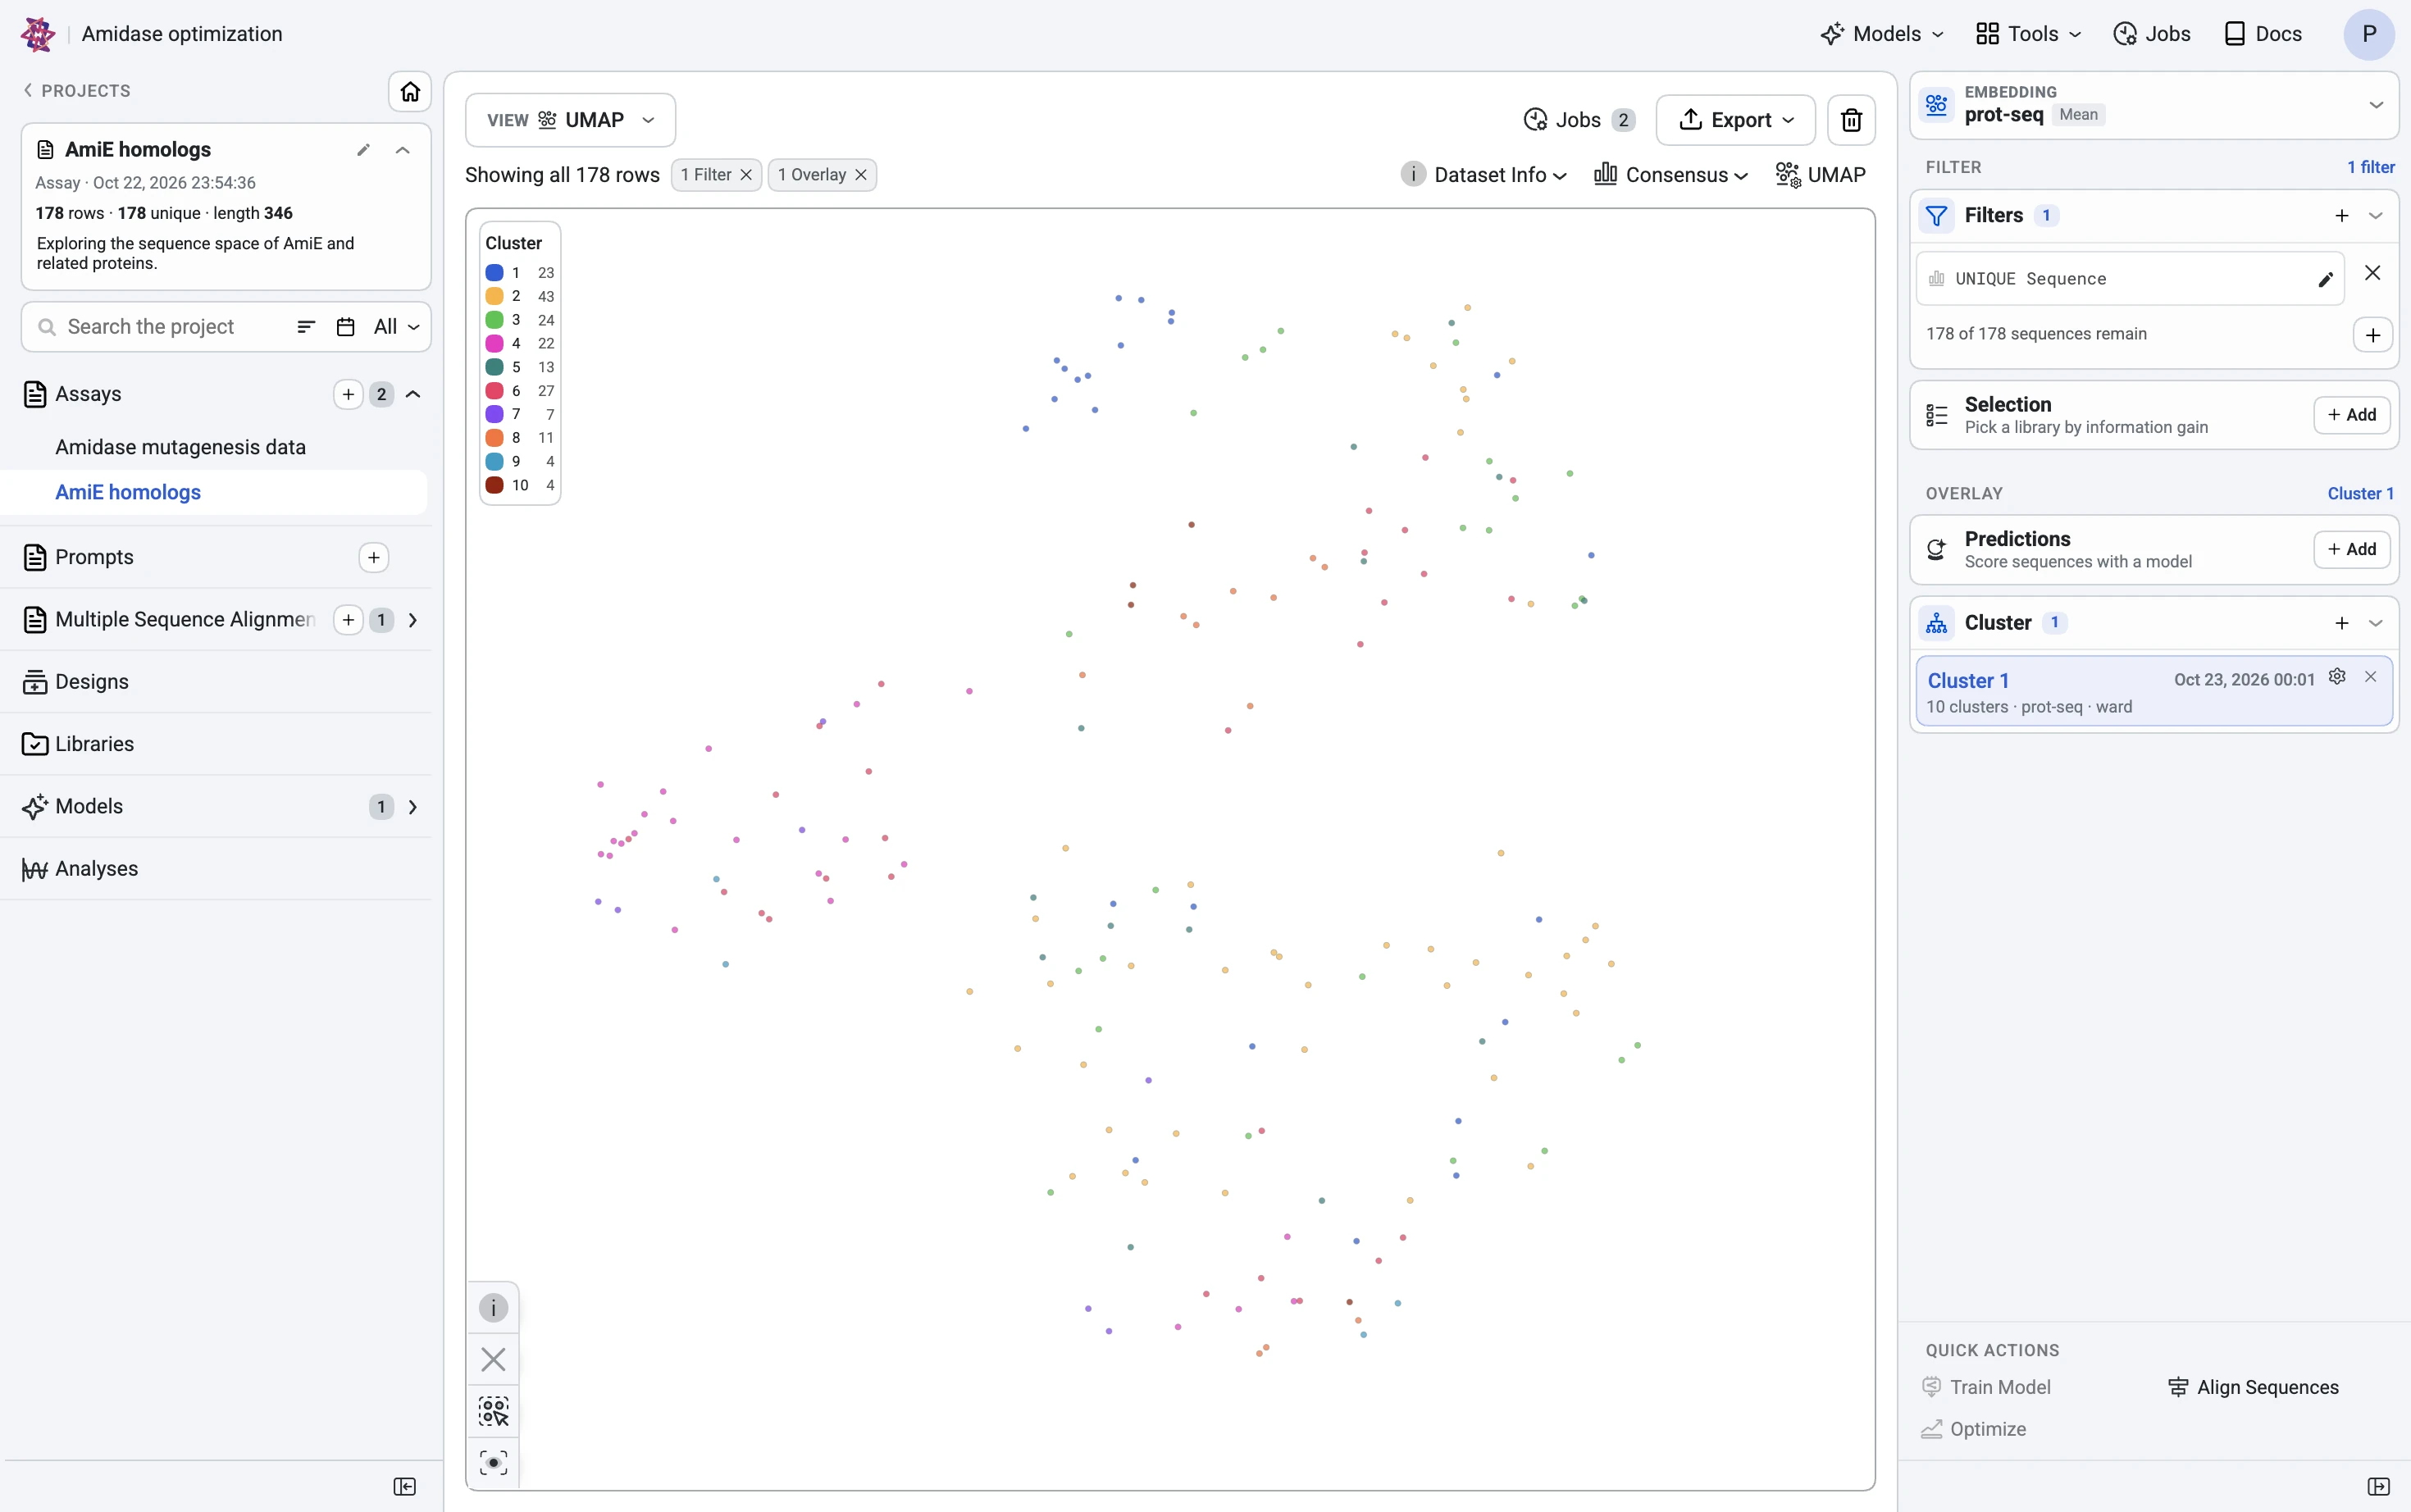 Amidase optimization
Models
Tools
Jobs
Docs
P
PROJECTS
AmiE homologs
Assay · Oct 22, 2026 23:54:36
178 rows · 178 unique · length 346
Exploring the sequence space of AmiE and
related proteins.
Search the project
All
Assays
2
Amidase mutagenesis data
AmiE homologs
Prompts
Multiple Sequence Alignmen
1
Designs
Libraries
Models
1
Analyses
VIEW UMAP
Jobs 2
Export
Showing all 178 rows
1 Filter
1 Overlay
Dataset Info
Consensus
UMAP
Cluster
1 23
2 43
3 24
4 22
5 13
6 27
7 7
8 11
9 4
10 4
EMBEDDING
prot-seq Mean
FILTER
1 filter
Filters 1
UNIQUE Sequence
178 of 178 sequences remain
Selection
Pick a library by information gain
+ Add
OVERLAY
Cluster 1
Predictions
Score sequences with a model
+ Add
Cluster 1
Cluster 1
Oct 23, 2026 00:01
10 clusters · prot-seq · ward
QUICK ACTIONS
Train Model
Align Sequences
Optimize